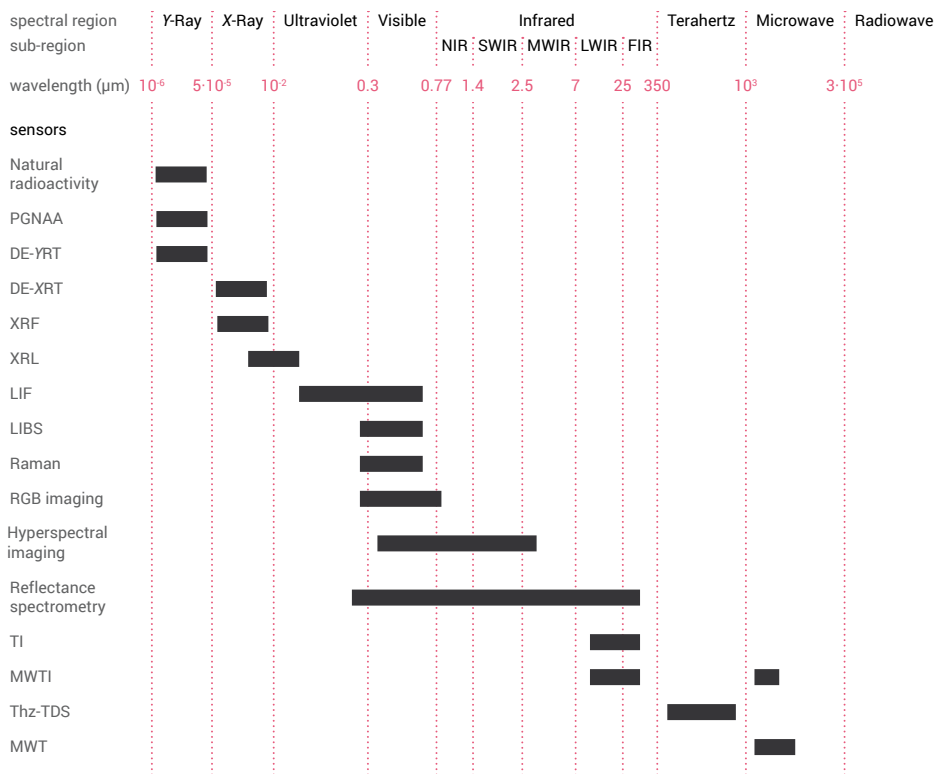 spectral region Y-Ray X-Ray Ultraviolet Visible Infrared Terahertz Microwave Radiowave
sub-region NIR SWIR MWIR LWIR FIR
wavelength (μm) 10⁻⁶ 5·10⁻⁵ 10⁻² 0.3 0.77 1.4 2.5 7 25 350 10³ 3·10⁵
sensors
Natural
radioactivity
PGNAA
DE-YRT
DE-XRT
XRF
XRL
LIF
LIBS
Raman
RGB imaging
Hyperspectral
imaging
Reflectance
spectrometry
TI
MWTI
Thz-TDS
MWT